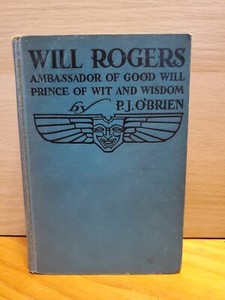 WILL ROGERS
AMBASSADOR OF GOOD WILL
PRINCE OF WIT AND WISDOM
by P.J. O'BRIEN